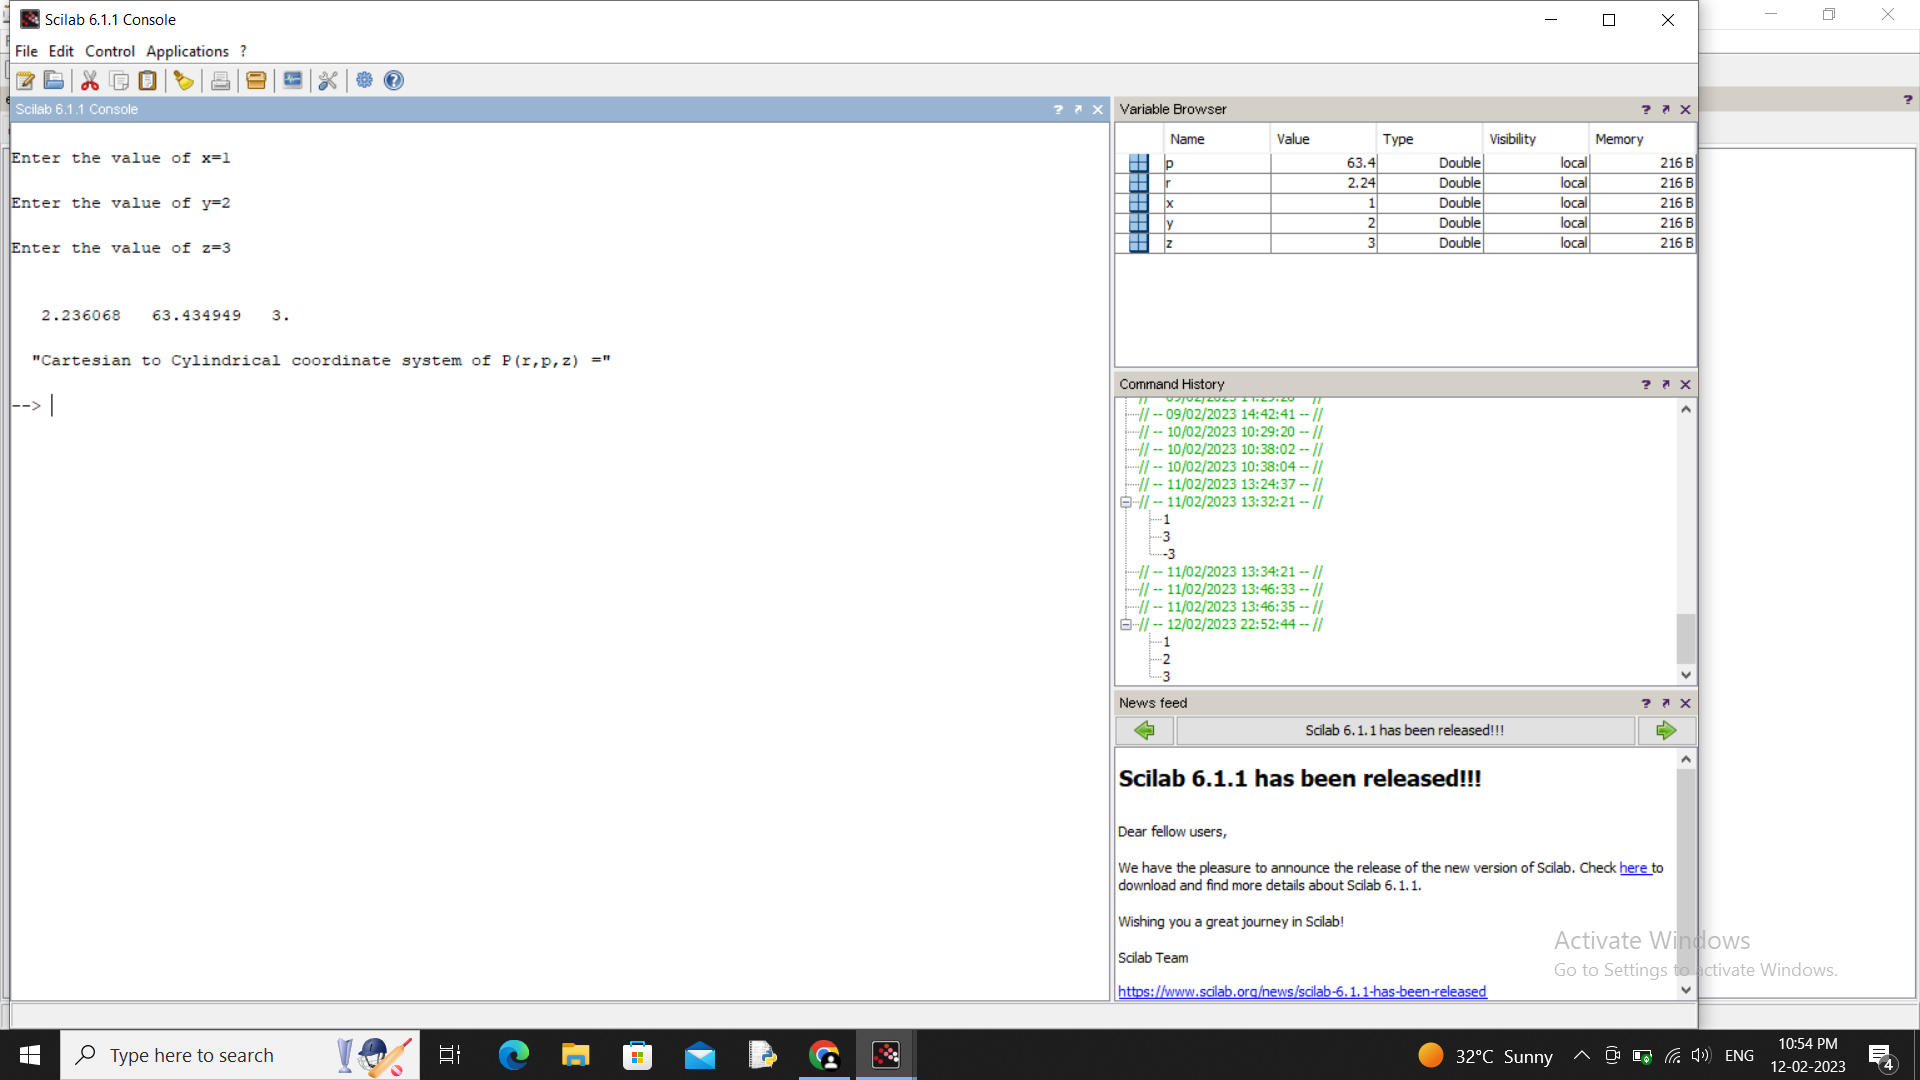 Scilab 6.1.1 Console
File Edit Control Applications ?
Scilab 6.1.1 Console
Enter the value of x=1
Enter the value of y=2
Enter the value of z=3
2.236068 63.434949 3.
"Cartesian to Cylindrical coordinate system of P(r,p,z) ="
-->
Variable Browser
Name Value Type Visibility Memory
p 63.4 Double local 216 B
r 2.24 Double local 216 B
x 1 Double local 216 B
y 2 Double local 216 B
z 3 Double local 216 B
Command History
// -- 09/02/2023 14:42:41 -- //
// -- 10/02/2023 10:29:20 -- //
// -- 10/02/2023 10:38:02 -- //
// -- 10/02/2023 10:38:04 -- //
// -- 11/02/2023 13:24:37 -- //
// -- 11/02/2023 13:32:21 -- //
1
3
-3
// -- 11/02/2023 13:34:21 -- //
// -- 11/02/2023 13:46:33 -- //
// -- 11/02/2023 13:46:35 -- //
// -- 12/02/2023 22:52:44 -- //
1
2
3
News feed
Scilab 6.1.1 has been released!!!
Scilab 6.1.1 has been released!!!
Dear fellow users,
We have the pleasure to announce the release of the new version of Scilab. Check here to
download and find more details about Scilab 6.1.1.
Wishing you a great journey in Scilab!
Scilab Team
https://www.scilab.org/news/scilab-6.1.1-has-been-released
Activate Windows
Go to Settings to activate Windows.
Type here to search
32°C Sunny
ENG
10:54 PM
12-02-2023
4